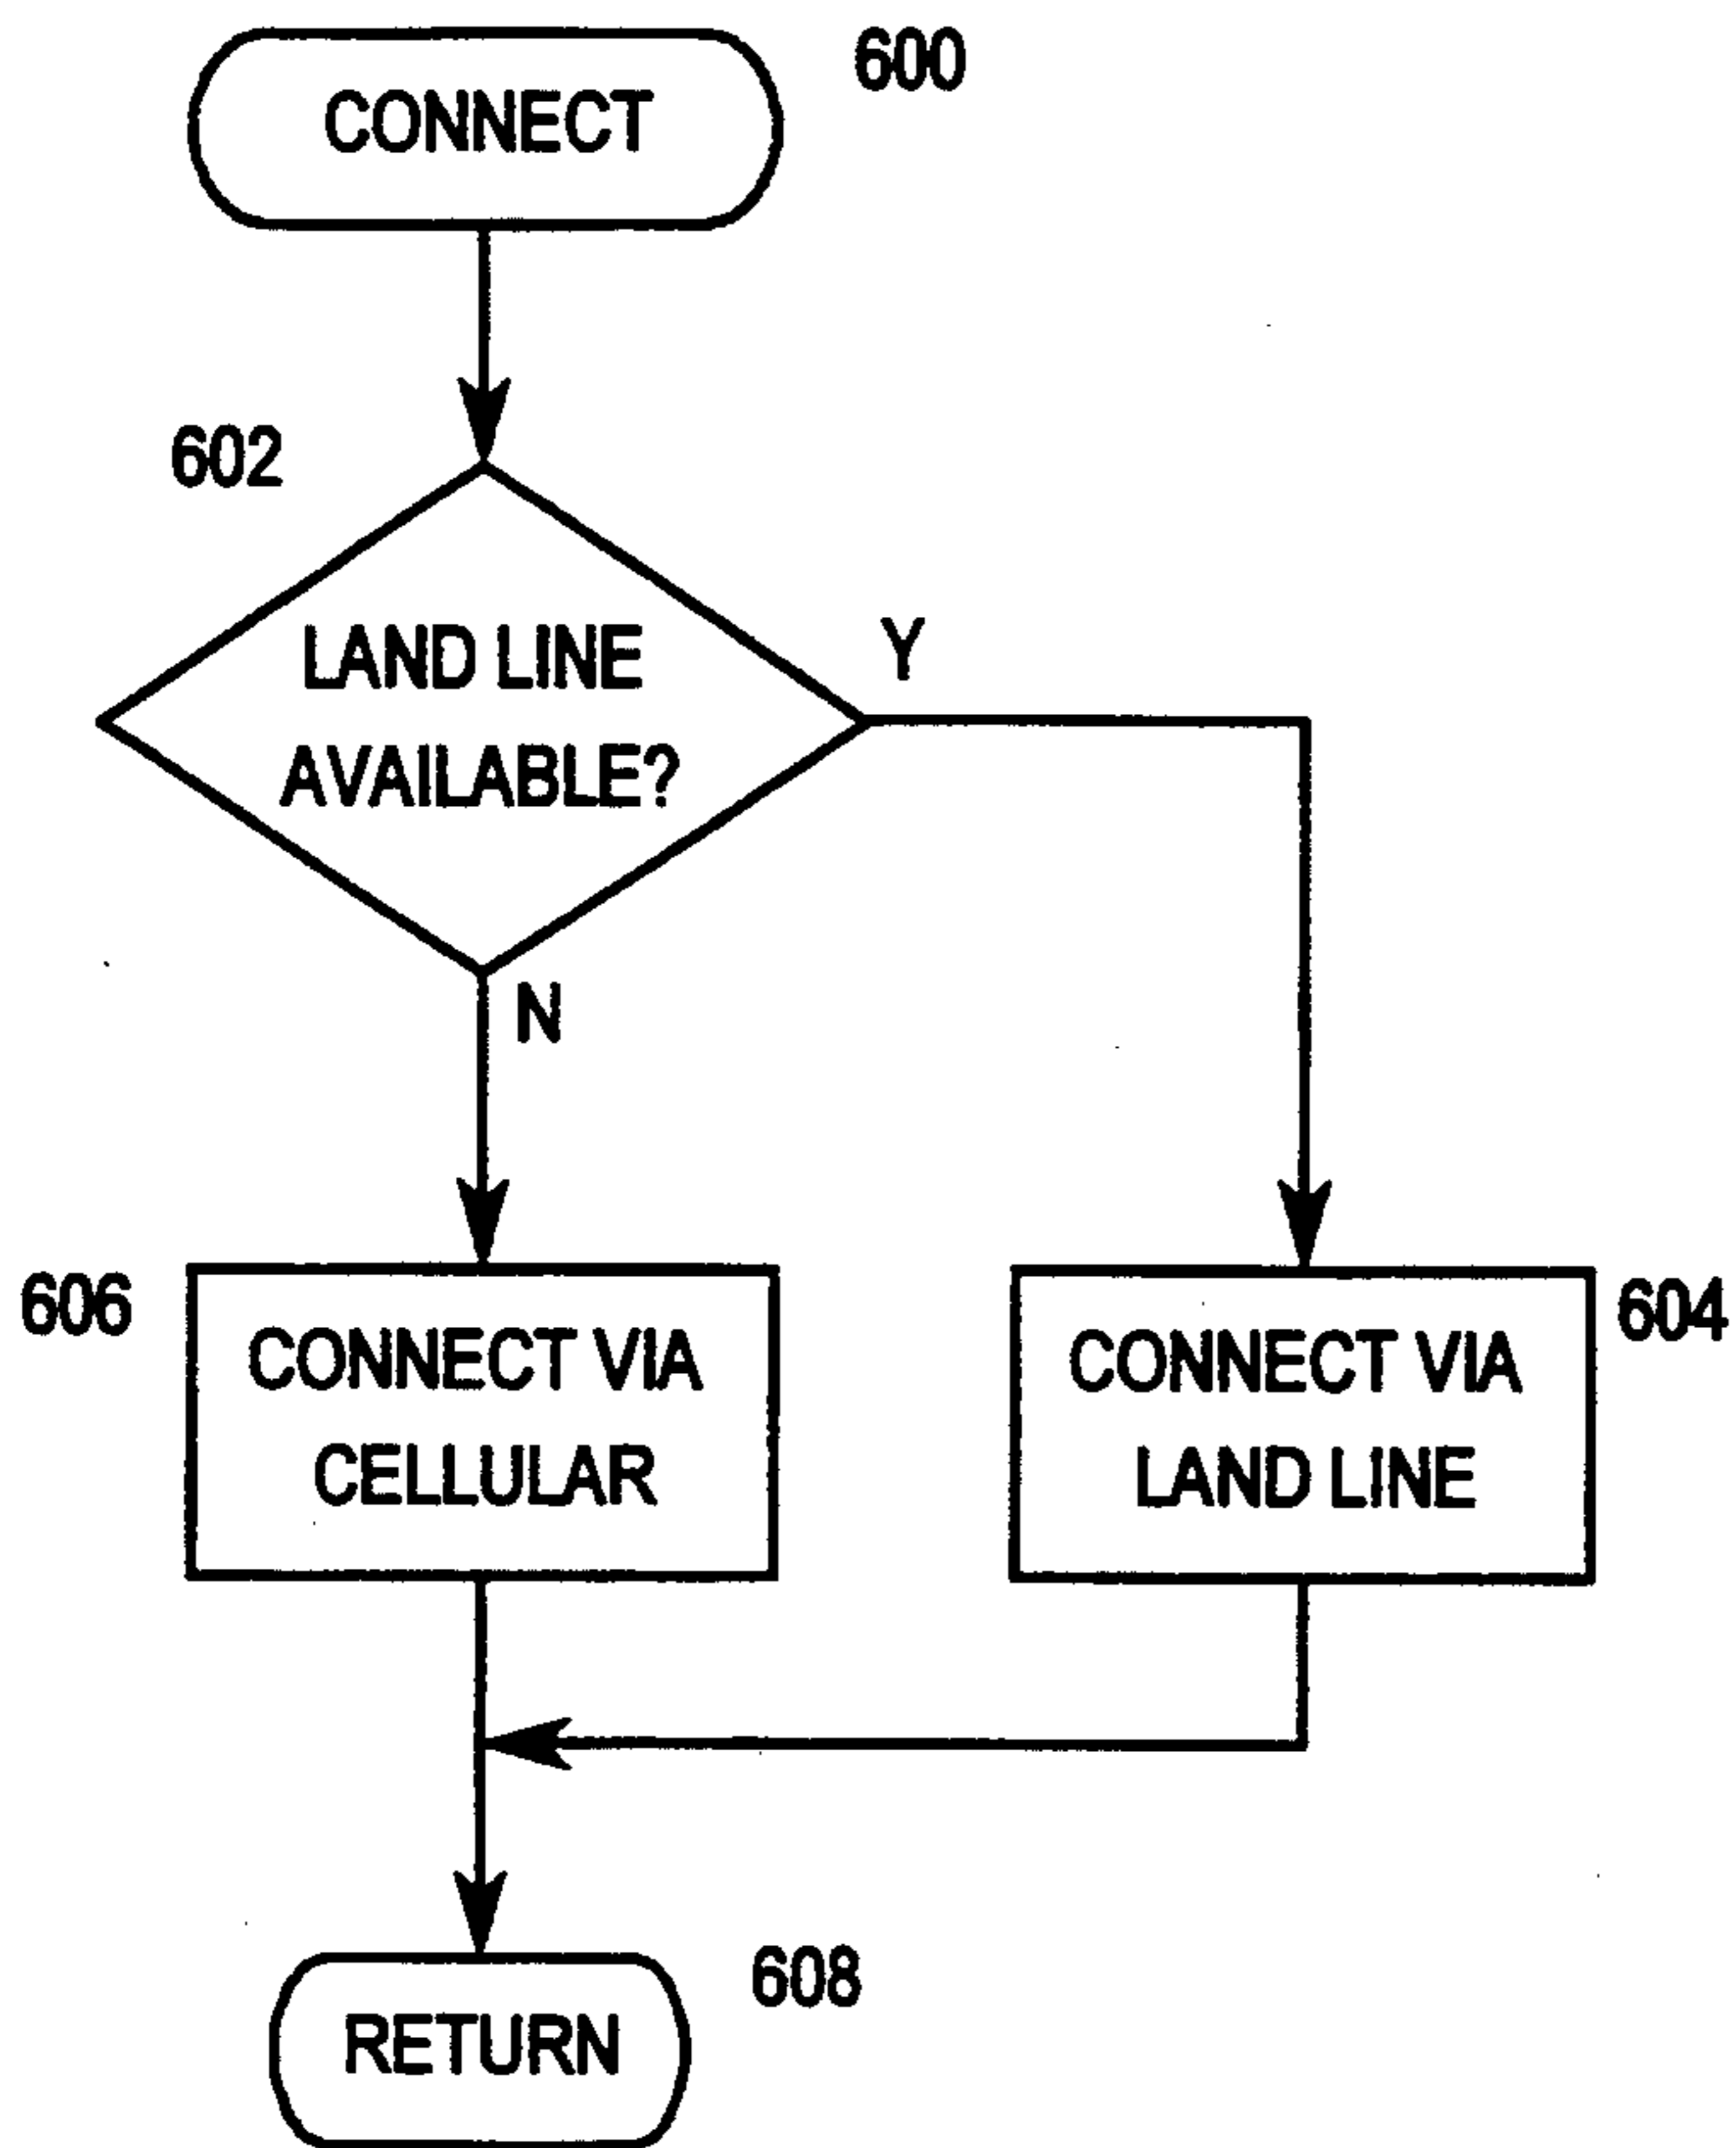 CONNECT
600
602
LAND LINE
AVAILABLE?
Y
N
606
CONNECT VIA
CELLULAR
604
CONNECT VIA
LAND LINE
608
RETURN